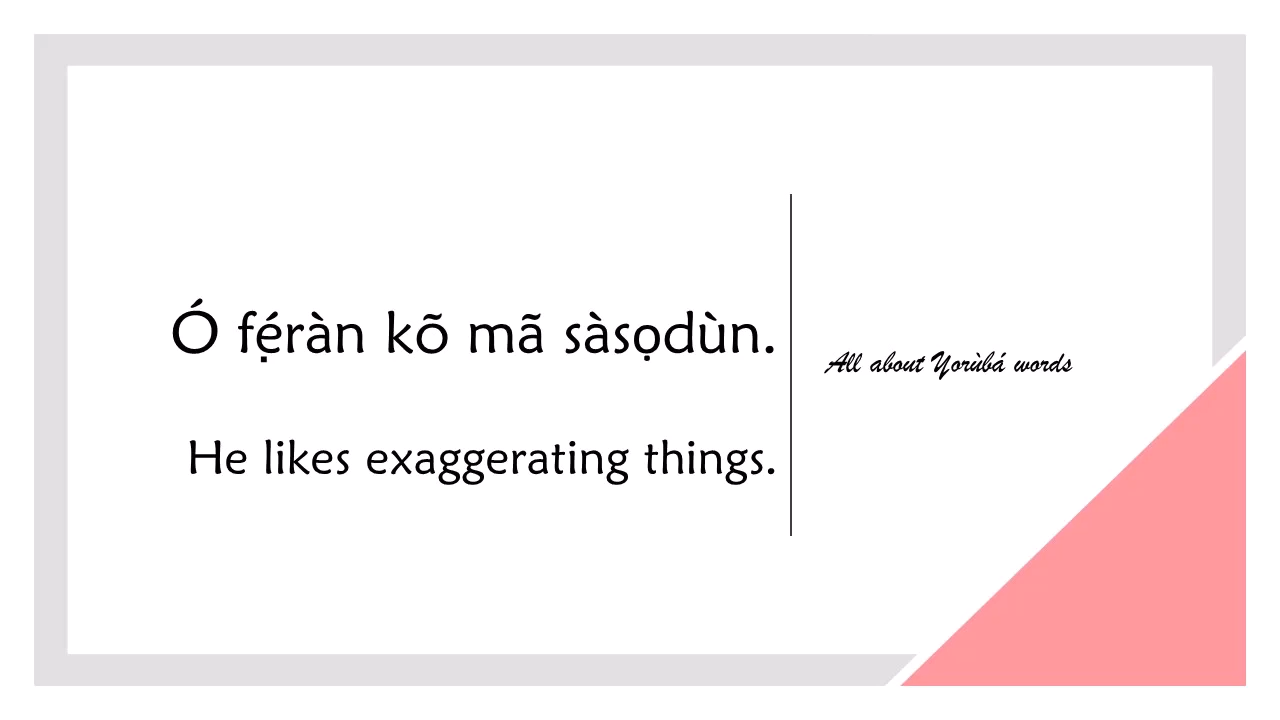 Ó fẹ́ràn kõ mã sàsọdùn.
He likes exaggerating things.
All about Yorùbá words